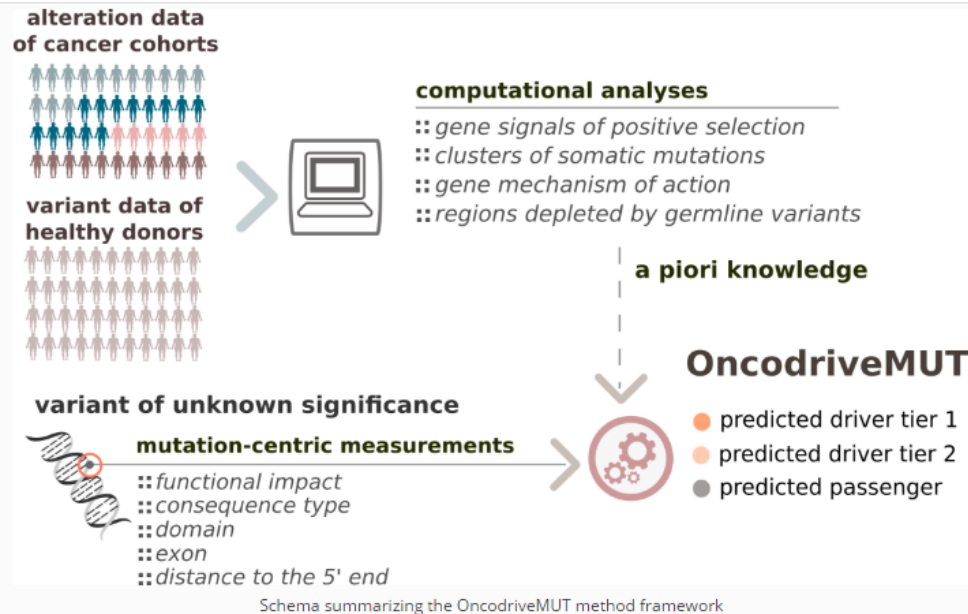 alteration data
of cancer cohorts
variant data of
healthy donors
computational analyses
:: gene signals of positive selection
:: clusters of somatic mutations
:: gene mechanism of action
:: regions depleted by germline variants
a piori knowledge
OncodriveMUT
predicted driver tier 1
predicted driver tier 2
predicted passenger
variant of unknown significance
mutation-centric measurements
:: functional impact
:: consequence type
:: domain
:: exon
:: distance to the 5' end
Schema summarizing the OncodriveMUT method framework